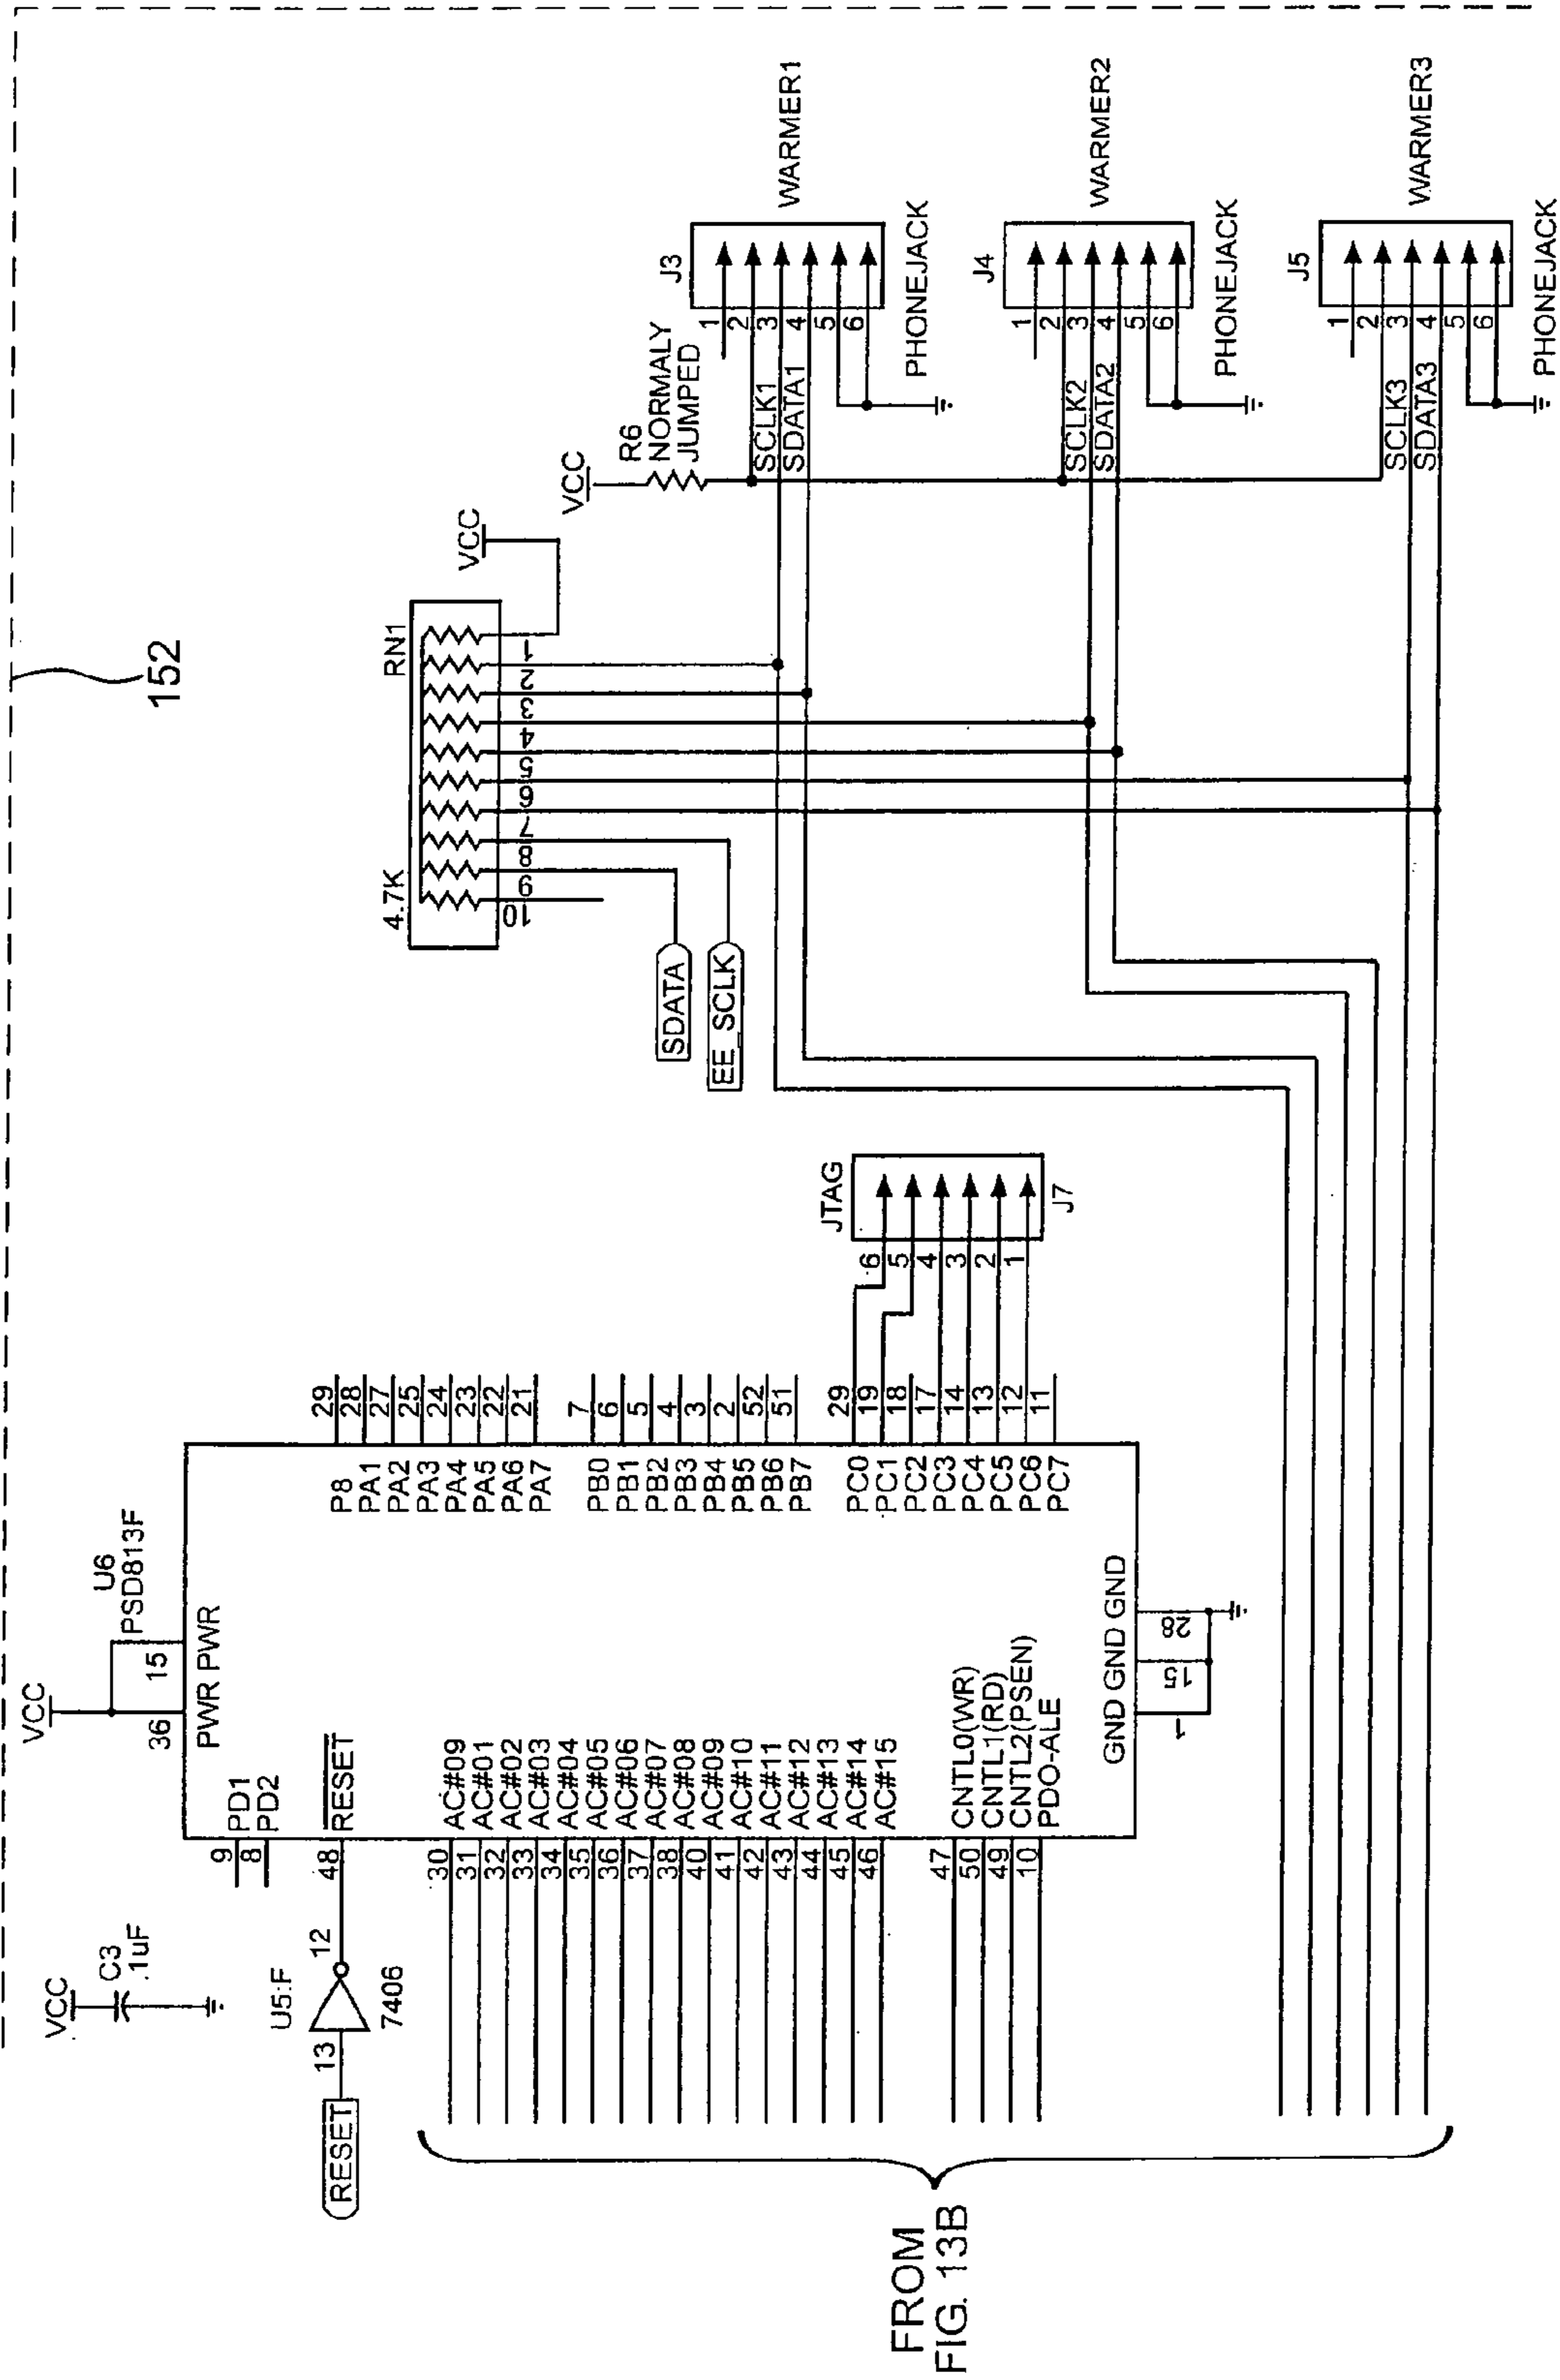 152
VCC
C3
.1uF
VCC
U6
PSD813F
36
15
PWR PWR
9
PD1
8
PD2
RESET
13
U5:F
12
7406
48
RESET
30
AC#09
31
AC#01
32
AC#02
33
AC#03
34
AC#04
35
AC#05
36
AC#06
37
AC#07
38
AC#08
40
AC#09
41
AC#10
42
AC#11
43
AC#12
44
AC#13
45
AC#14
46
AC#15
47
CNTL0(WR)
50
CNTL1(RD)
49
CNTL2(PSEN)
10
PDO-ALE
P8
29
PA1
28
PA2
27
PA3
25
PA4
24
PA5
23
PA6
22
PA7
21
PB0
7
PB1
6
PB2
5
PB3
4
PB4
3
PB5
2
PB6
52
PB7
51
PC0
29
PC1
19
PC2
18
PC3
17
PC4
14
PC5
13
PC6
12
PC7
11
GND GND GND
1
15
28
JTAG
6
5
4
3
2
1
J7
4.7K
RN1
10
9
8
7
6
5
4
3
2
1
VCC
SDATA
EE_SCLK
VCC
R6
NORMALY
JUMPED
J3
1
2
3
4
5
6
SCLK1
SDATA1
WARMER1
PHONEJACK
J4
1
2
3
4
5
6
SCLK2
SDATA2
WARMER2
PHONEJACK
J5
1
2
3
4
5
6
SCLK3
SDATA3
WARMER3
PHONEJACK
FROM
FIG. 13B